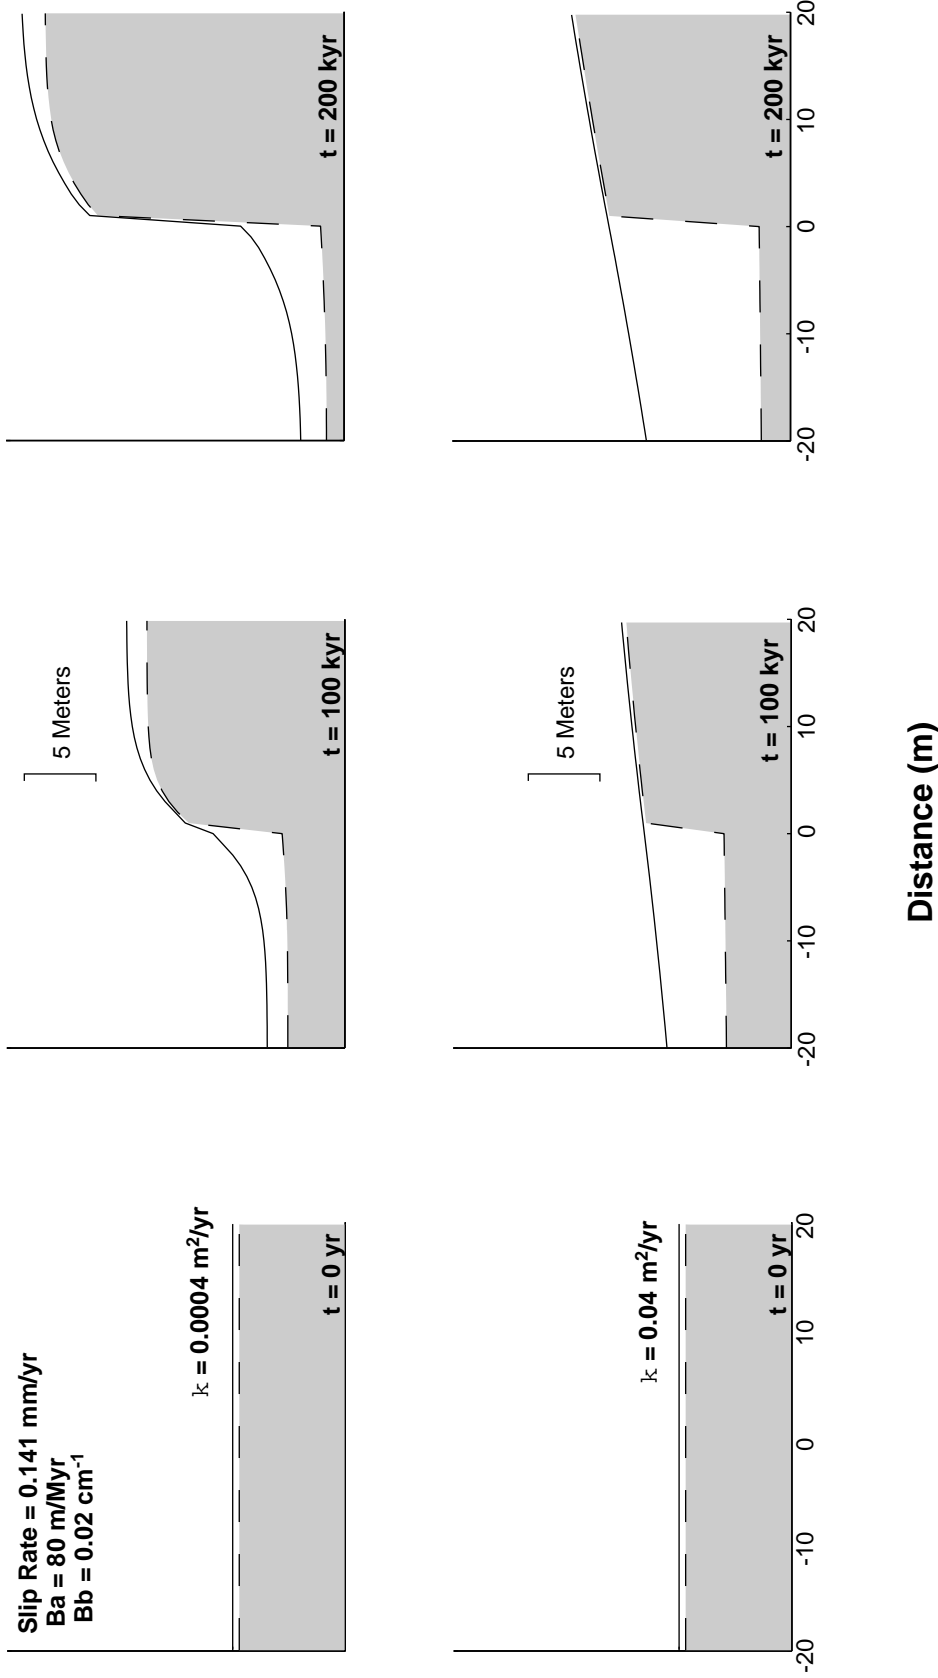 Slip Rate = 0.141 mm/yr
Ba = 80 m/Myr
Bb = 0.02 cm⁻¹
k = 0.0004 m²/yr
t = 0 yr
5 Meters
t = 100 kyr
t = 200 kyr
k = 0.04 m²/yr
t = 0 yr
-20 -10 0 10 20
5 Meters
t = 100 kyr
-20 -10 0 10 20
t = 200 kyr
-20 -10 0 10 20
Distance (m)